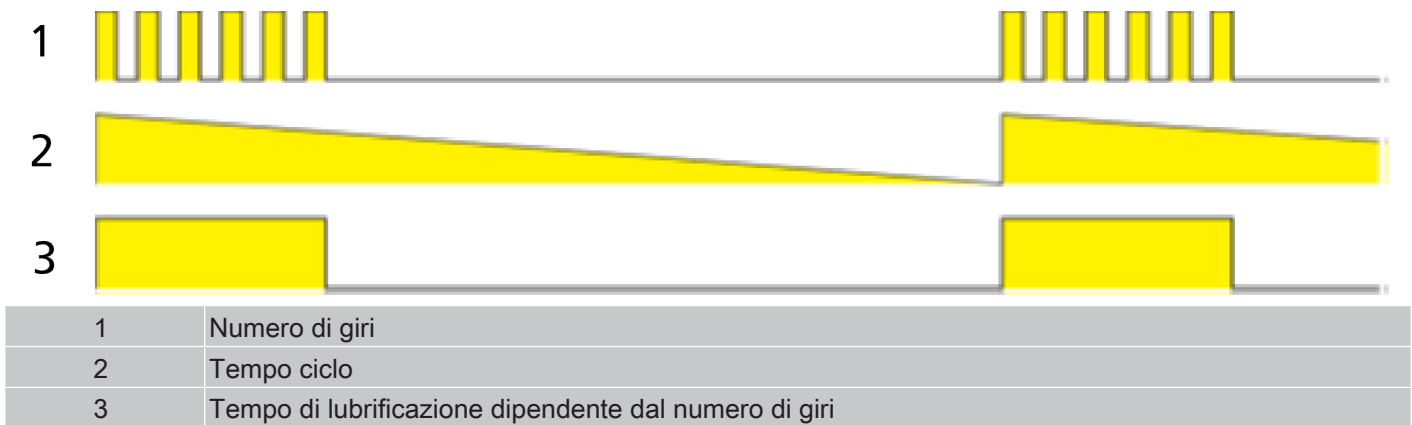 1
2
3
1 Numero di giri
2 Tempo ciclo
3 Tempo di lubrificazione dipendente dal numero di giri